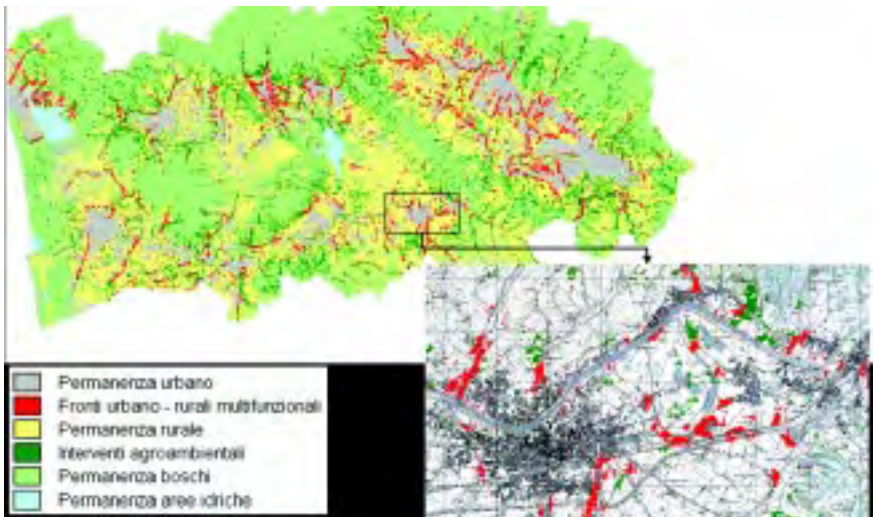 Permanenza urbano
Fronti urbano - rurali multifunzionali
Permanenza rurale
Interventi agroambientali
Permanenza boschi
Permanenza aree idriche